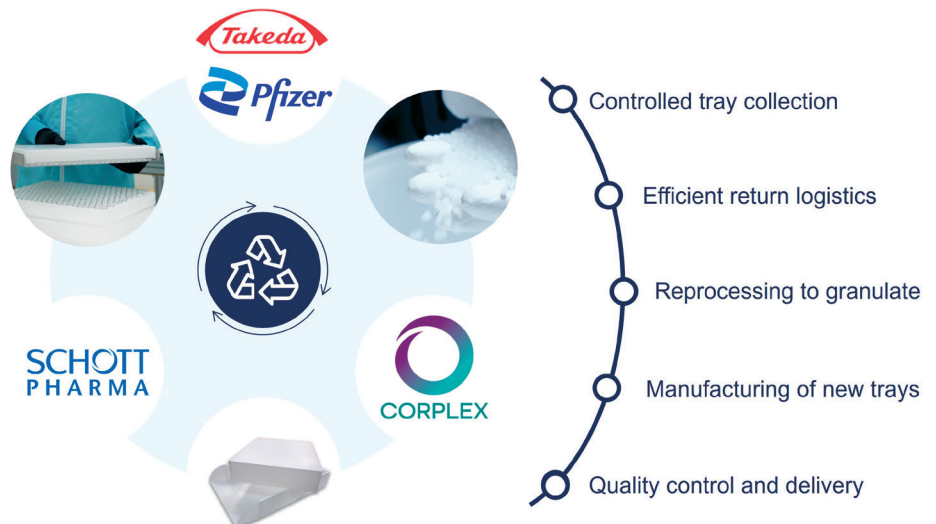 Takeda
Pfizer
SCHOTT
PHARMA
CORPLEX
Controlled tray collection
Efficient return logistics
Reprocessing to granulate
Manufacturing of new trays
Quality control and delivery